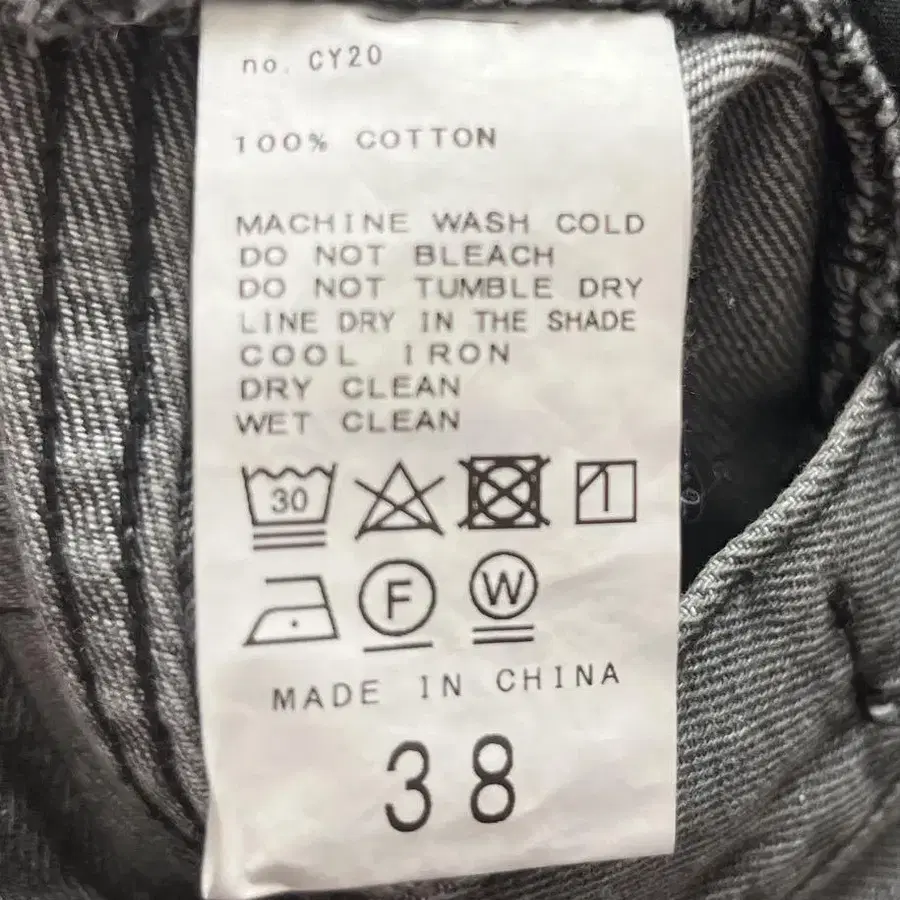 no. CY20
100% COTTON
MACHINE WASH COLD
DO NOT BLEACH
DO NOT TUMBLE DRY
LINE DRY IN THE SHADE
COOL IRON
DRY CLEAN
WET CLEAN
30
F W
MADE IN CHINA
38